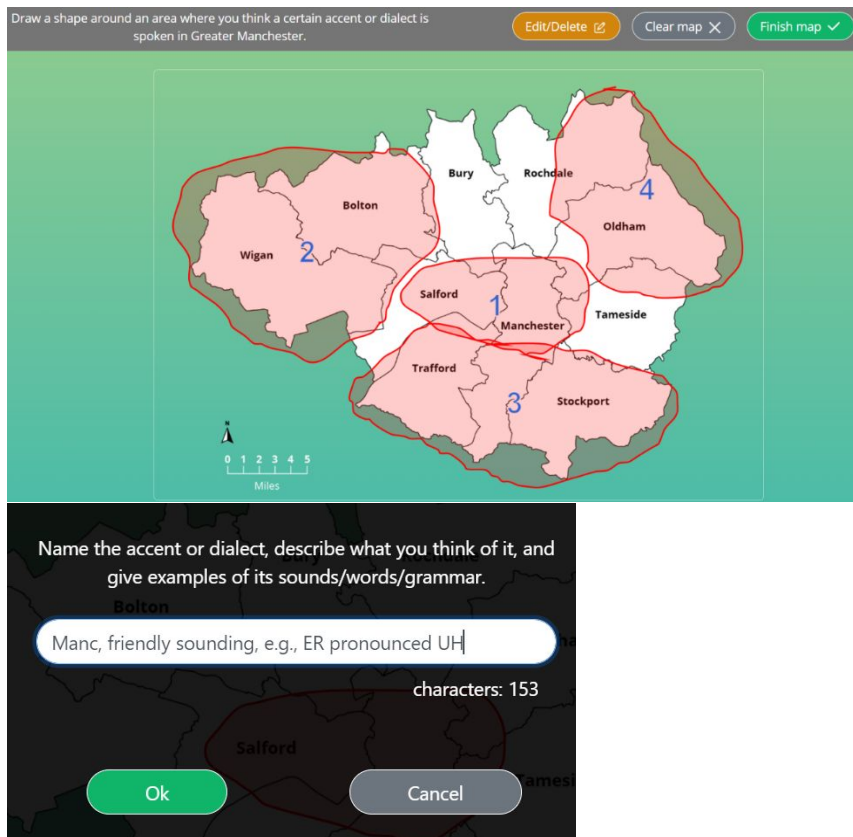 Draw a shape around an area where you think a certain accent or dialect is
spoken in Greater Manchester.
Edit/Delete
Clear map
Finish map
Bury
Rochdale
4
Bolton
Oldham
Wigan
2
Salford
1
Manchester
Tameside
Trafford
3
Stockport
N
0 1 2 3 4 5
Miles
Name the accent or dialect, describe what you think of it, and
give examples of its sounds/words/grammar.
Bolton
Manc, friendly sounding, e.g., ER pronounced UH
characters: 153
Salford
Ok
Cancel